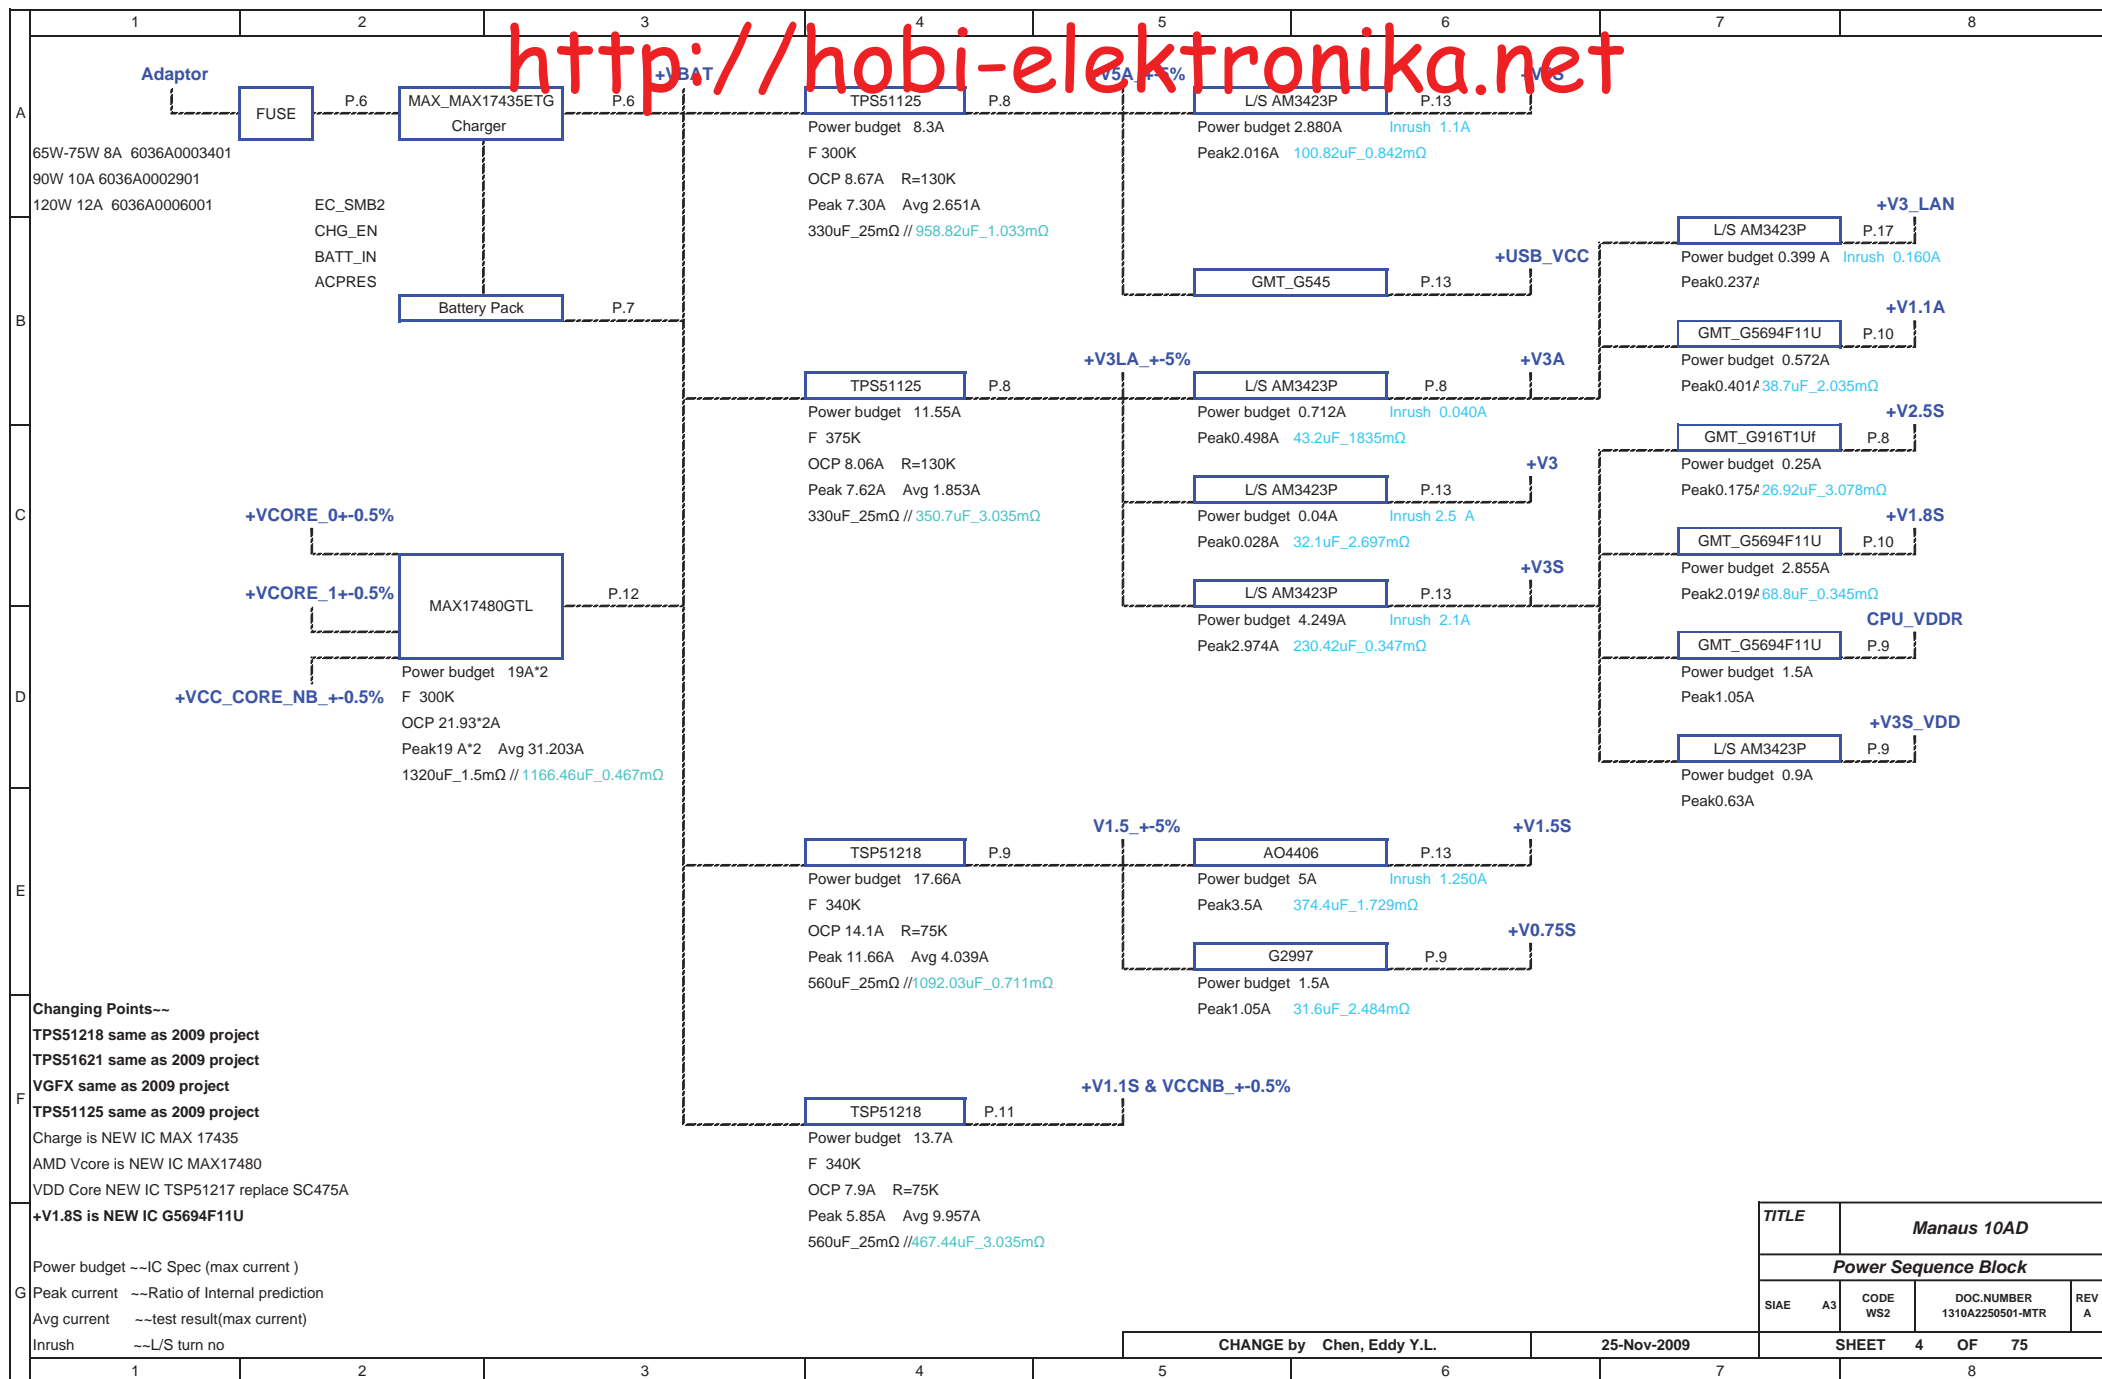 1 2 3 4 5 6 7 8
http://hobi-elektronika.net
Adaptor
FUSE
P.6
MAX_MAX17435ETG
Charger
P.6
+VBAT
65W-75W 8A 6036A0003401
90W 10A 6036A0002901
120W 12A 6036A0006001
EC_SMB2
CHG_EN
BATT_IN
ACPRES
Battery Pack
P.7
TPS51125
P.8
Power budget 8.3A
F 300K
OCP 8.67A R=130K
Peak 7.30A Avg 2.651A
330uF_25mΩ // 958.82uF_1.033mΩ
+V5A_+-5%
L/S AM3423P
P.13
Power budget 2.880A Inrush 1.1A
Peak2.016A 100.82uF_0.842mΩ
GMT_G545
P.13
+USB_VCC
TPS51125
P.8
Power budget 11.55A
F 375K
OCP 8.06A R=130K
Peak 7.62A Avg 1.853A
330uF_25mΩ // 350.7uF_3.035mΩ
+V3LA_+-5%
L/S AM3423P
P.8
+V3A
Power budget 0.712A Inrush 0.040A
Peak0.498A 43.2uF_1835mΩ
L/S AM3423P
P.13
+V3
Power budget 0.04A Inrush 2.5 A
Peak0.028A 32.1uF_2.697mΩ
L/S AM3423P
P.13
+V3S
Power budget 4.249A Inrush 2.1A
Peak2.974A 230.42uF_0.347mΩ
L/S AM3423P
P.17
+V3_LAN
Power budget 0.399 A Inrush 0.160A
Peak0.237A
GMT_G5694F11U
P.10
+V1.1A
Power budget 0.572A
Peak0.401A 38.7uF_2.035mΩ
GMT_G916T1Uf
P.8
+V2.5S
Power budget 0.25A
Peak0.175A 26.92uF_3.078mΩ
GMT_G5694F11U
P.10
+V1.8S
Power budget 2.855A
Peak2.019A 68.8uF_0.345mΩ
GMT_G5694F11U
P.9
CPU_VDDR
Power budget 1.5A
Peak1.05A
L/S AM3423P
P.9
+V3S_VDD
Power budget 0.9A
Peak0.63A
+VCORE_0+-0.5%
+VCORE_1+-0.5%
+VCC_CORE_NB_+-0.5%
MAX17480GTL
P.12
Power budget 19A*2
F 300K
OCP 21.93*2A
Peak19 A*2 Avg 31.203A
1320uF_1.5mΩ // 1166.46uF_0.467mΩ
TSP51218
P.9
Power budget 17.66A
F 340K
OCP 14.1A R=75K
Peak 11.66A Avg 4.039A
560uF_25mΩ //1092.03uF_0.711mΩ
V1.5_+-5%
AO4406
P.13
+V1.5S
Power budget 5A Inrush 1.250A
Peak3.5A 374.4uF_1.729mΩ
G2997
P.9
+V0.75S
Power budget 1.5A
Peak1.05A 31.6uF_2.484mΩ
TSP51218
P.11
+V1.1S & VCCNB_+-0.5%
Power budget 13.7A
F 340K
OCP 7.9A R=75K
Peak 5.85A Avg 9.957A
560uF_25mΩ //467.44uF_3.035mΩ
Changing Points~~
TPS51218 same as 2009 project
TPS51621 same as 2009 project
VGFX same as 2009 project
TPS51125 same as 2009 project
Charge is NEW IC MAX 17435
AMD Vcore is NEW IC MAX17480
VDD Core NEW IC TSP51217 replace SC475A
+V1.8S is NEW IC G5694F11U
Power budget ~~IC Spec (max current )
Peak current ~~Ratio of Internal prediction
Avg current ~~test result(max current)
Inrush ~~L/S turn no
A
B
C
D
E
F
G
TITLE
Manaus 10AD
Power Sequence Block
SIAE A3
CODE
WS2
DOC.NUMBER
1310A2250501-MTR
REV
A
CHANGE by Chen, Eddy Y.L.
25-Nov-2009
SHEET 4 OF 75
1 2 3 4 5 6 7 8